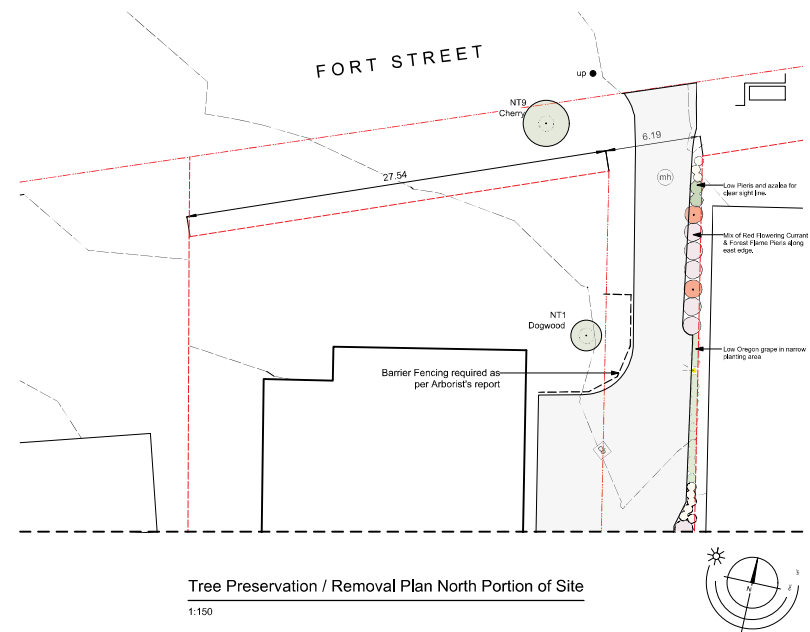 FORT STREET
up
NT9
Cherry
6.19
27.54
mh
Low Pieris and azalea for
clear sight line.
Mix of Red Flowering Currant
& Forest Flame Pieris along
east edge.
NT1
Dogwood
Low Oregon grape in narrow
planting area
Barrier Fencing required as
per Arborist's report
N
Tree Preservation / Removal Plan North Portion of Site
1:150